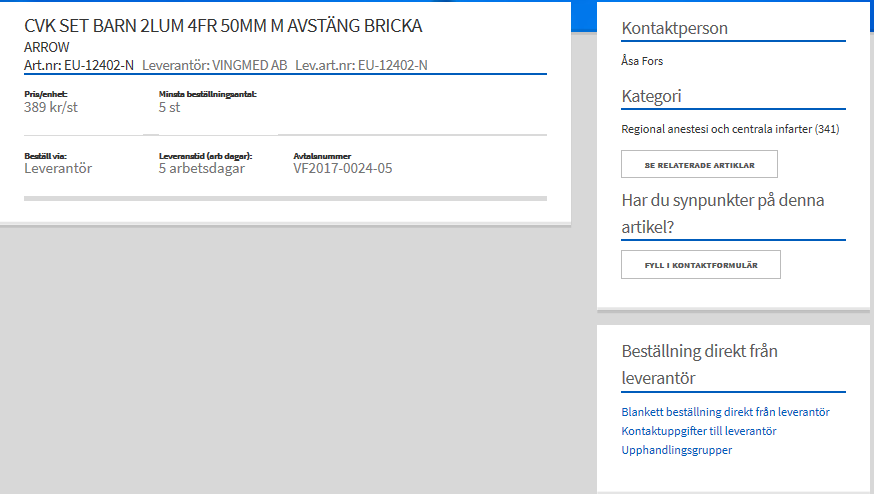 CVK SET BARN 2LUM 4FR 50MM M AVSTÄNG BRICKA
ARROW
Art.nr: EU-12402-N Leverantör: VINGMED AB Lev.art.nr: EU-12402-N
Pris/enhet: Minsta beställningsantal:
389 kr/st 5 st
Beställ via: Leveranstid (arb dagar): Avtalsnummer
Leverantör 5 arbetsdagar VF2017-0024-05
Kontaktperson
Åsa Fors
Kategori
Regional anestesi och centrala infarter (341)
SE RELATERADE ARTIKLAR
Har du synpunkter på denna
artikel?
FYLL I KONTAKTFORMULÄR
Beställning direkt från
leverantör
Blankett beställning direkt från leverantör
Kontaktuppgifter till leverantör
Upphandlingsgrupper